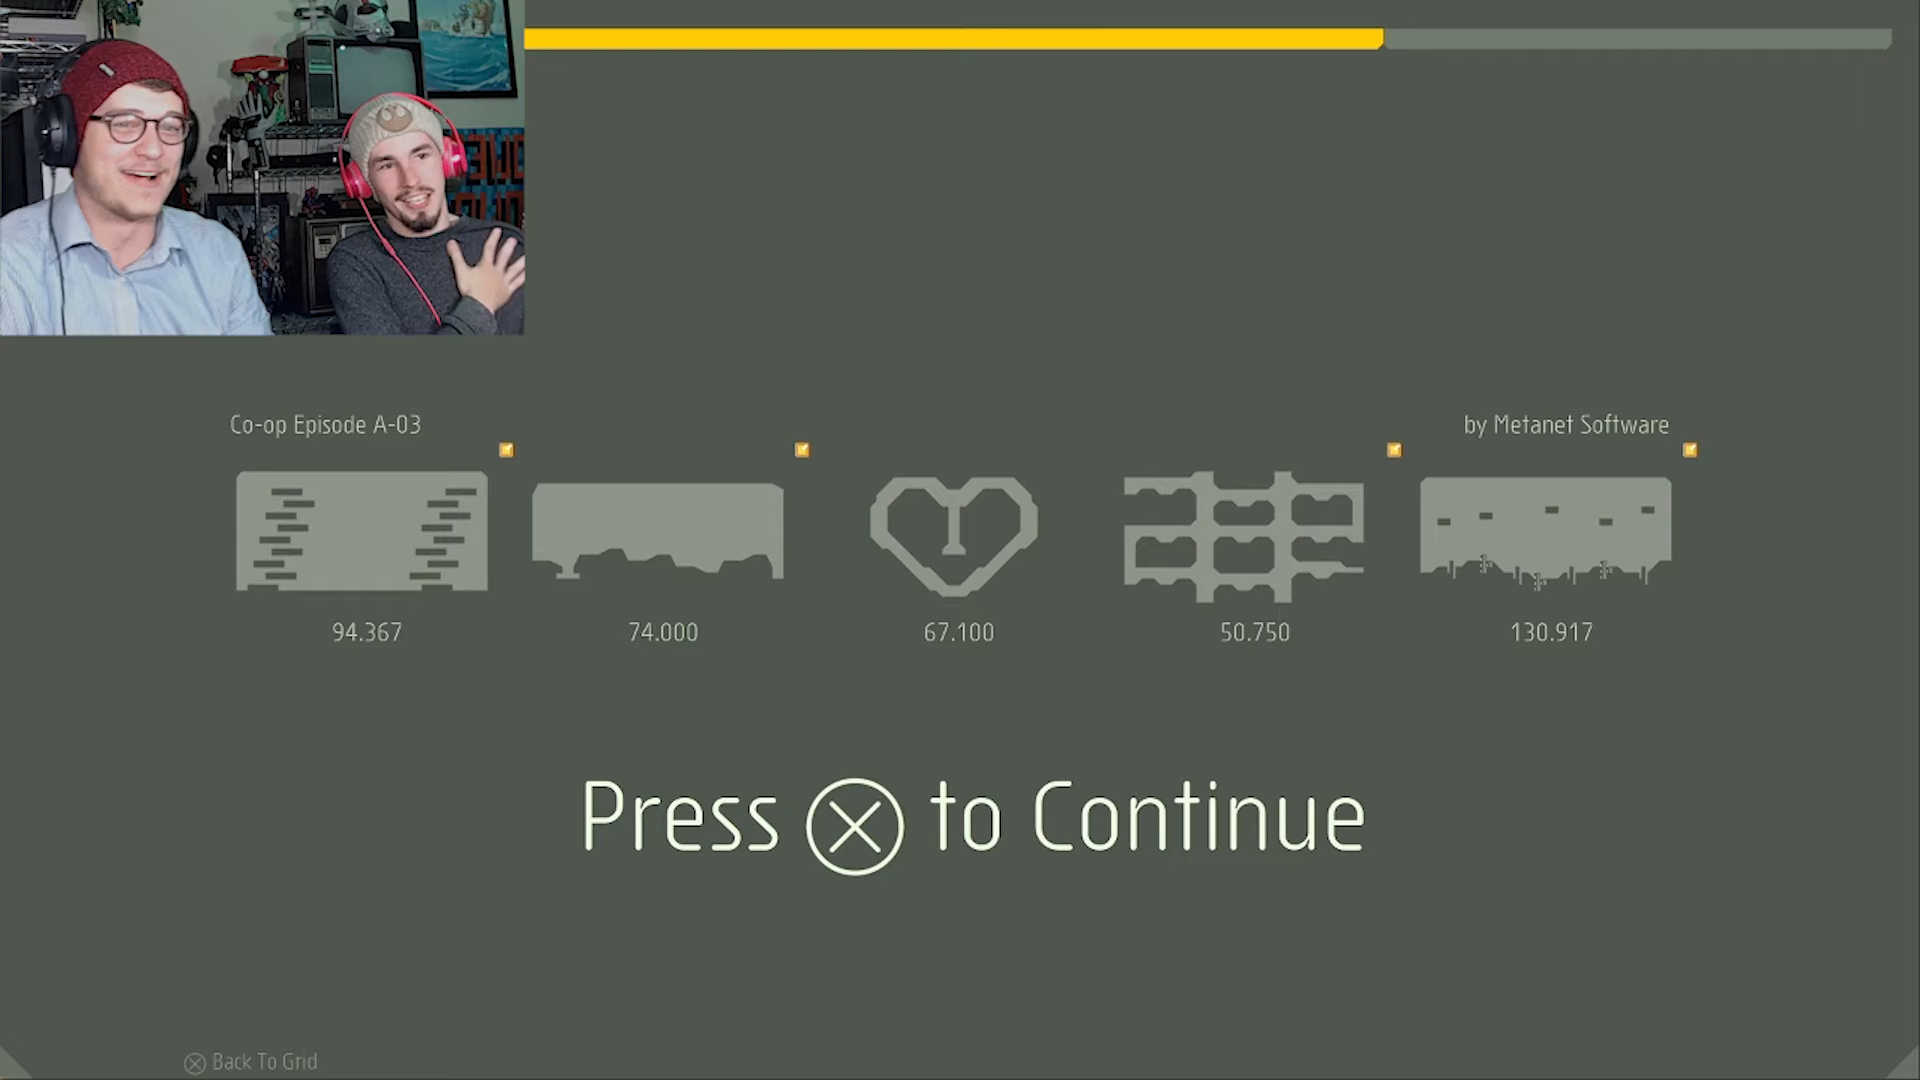 Co-op Episode A-03
by Metanet Software
94.367
74.000
67.100
50.750
130.917
Press ⓧ to Continue
ⓧ Back To Grid